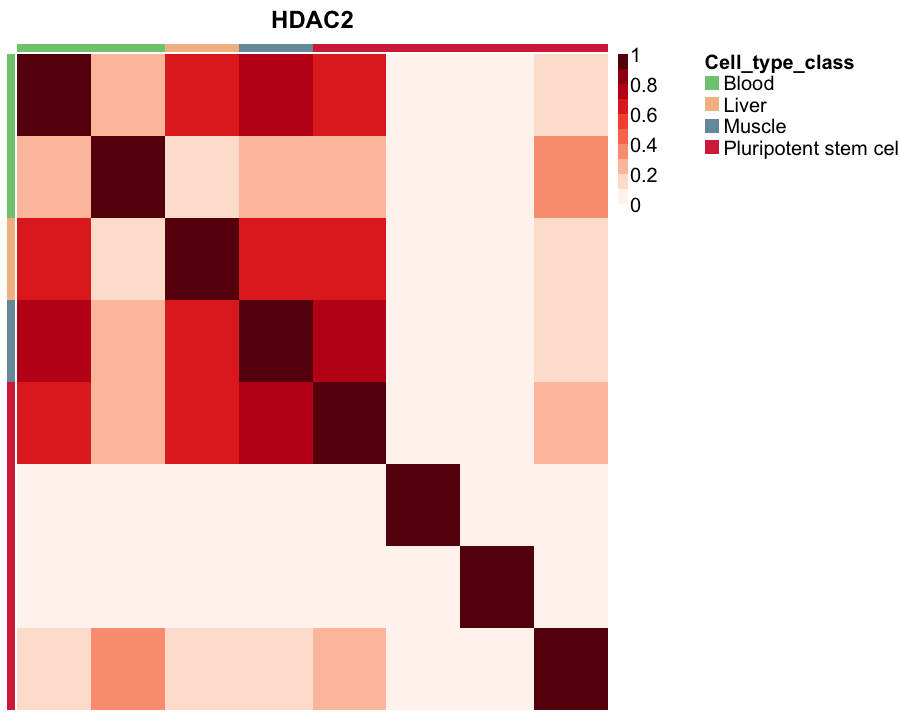 HDAC2
1
0.8
0.6
0.4
0.2
0
Cell_type_class
Blood
Liver
Muscle
Pluripotent stem cel